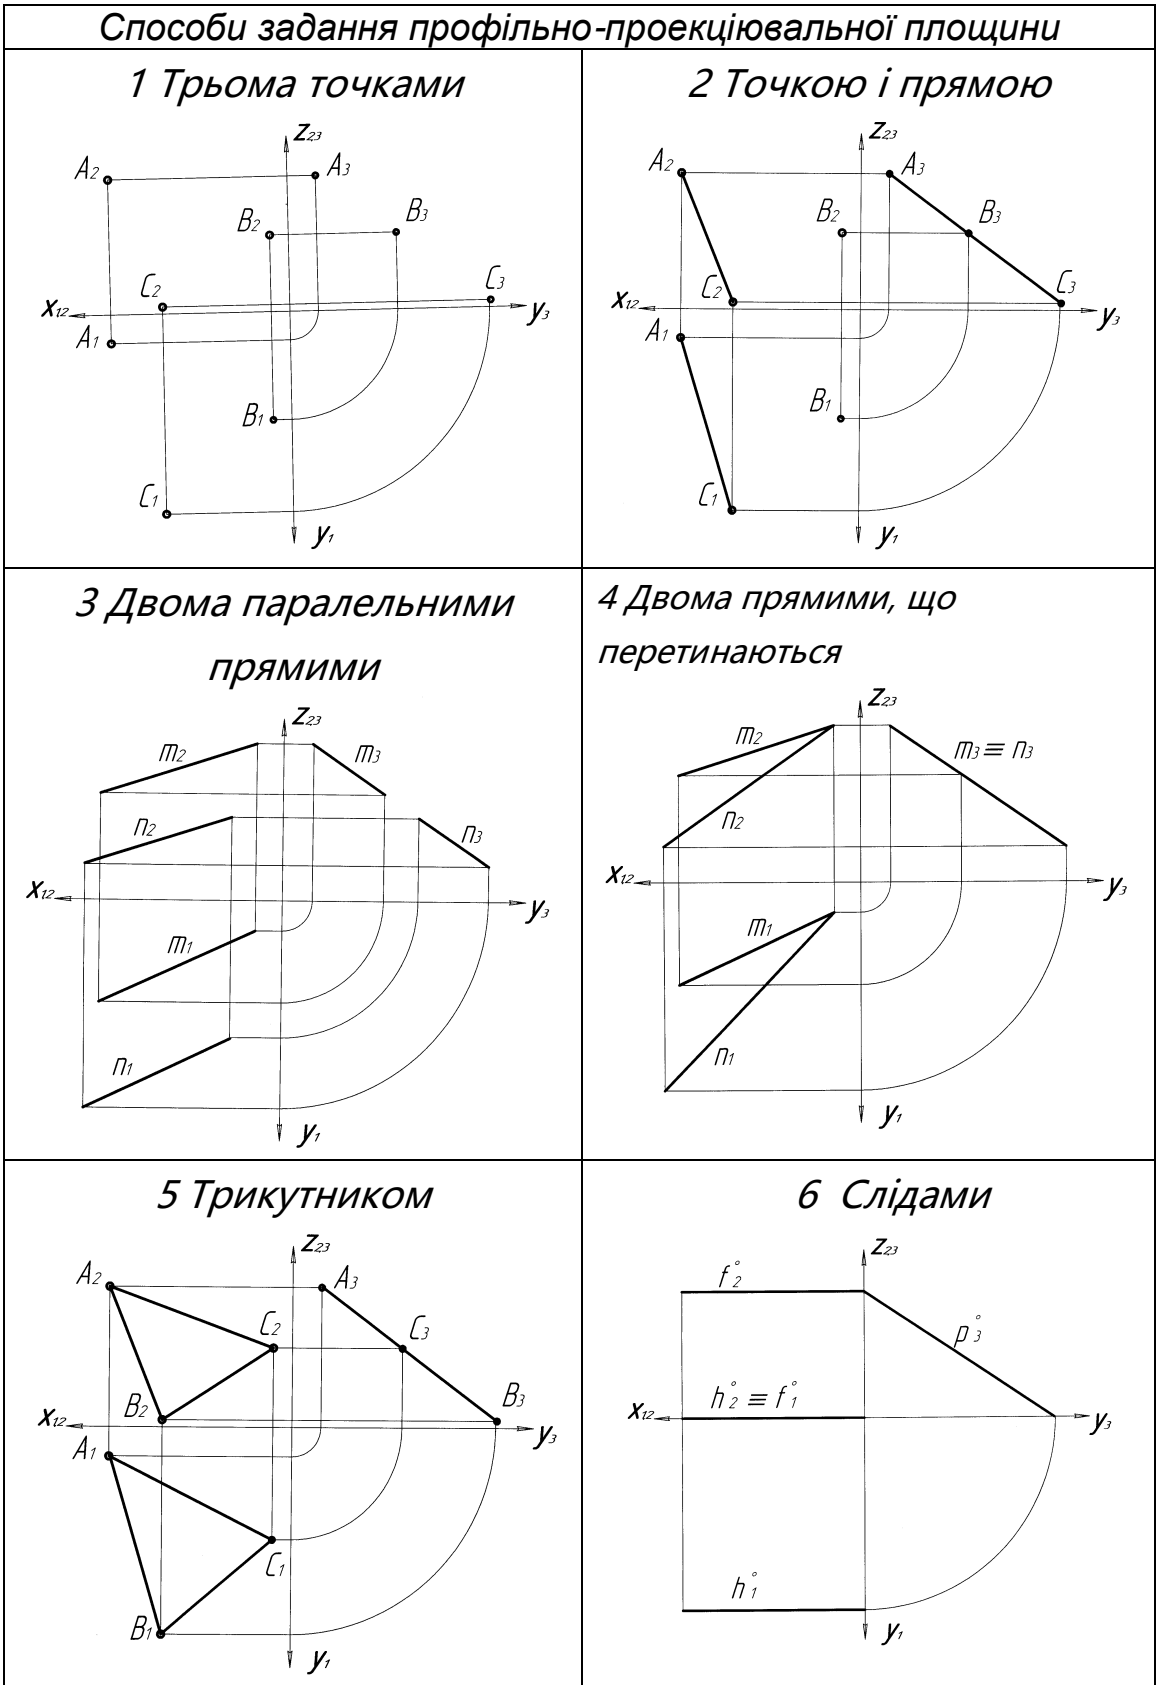 Способи задання профільно-проекціювальної площини
1 Трьома точками
z₂₃
A₂
A₃
B₂
B₃
C₂
C₃
x₁₂
y₃
A₁
B₁
C₁
y₁
2 Точкою і прямою
z₂₃
A₂
A₃
B₂
B₃
C₂
C₃
x₁₂
y₃
A₁
B₁
C₁
y₁
3 Двома паралельними
прямими
z₂₃
m₂
m₃
n₂
n₃
x₁₂
y₃
m₁
n₁
y₁
4 Двома прямими, що
перетинаються
z₂₃
m₂
m₃ ≡ n₃
n₂
x₁₂
y₃
m₁
n₁
y₁
5 Трикутником
z₂₃
A₂
A₃
C₂
C₃
B₂
B₃
x₁₂
y₃
A₁
C₁
B₁
y₁
6 Слідами
z₂₃
f°₂
p°₃
h°₂ ≡ f°₁
x₁₂
y₃
h°₁
y₁